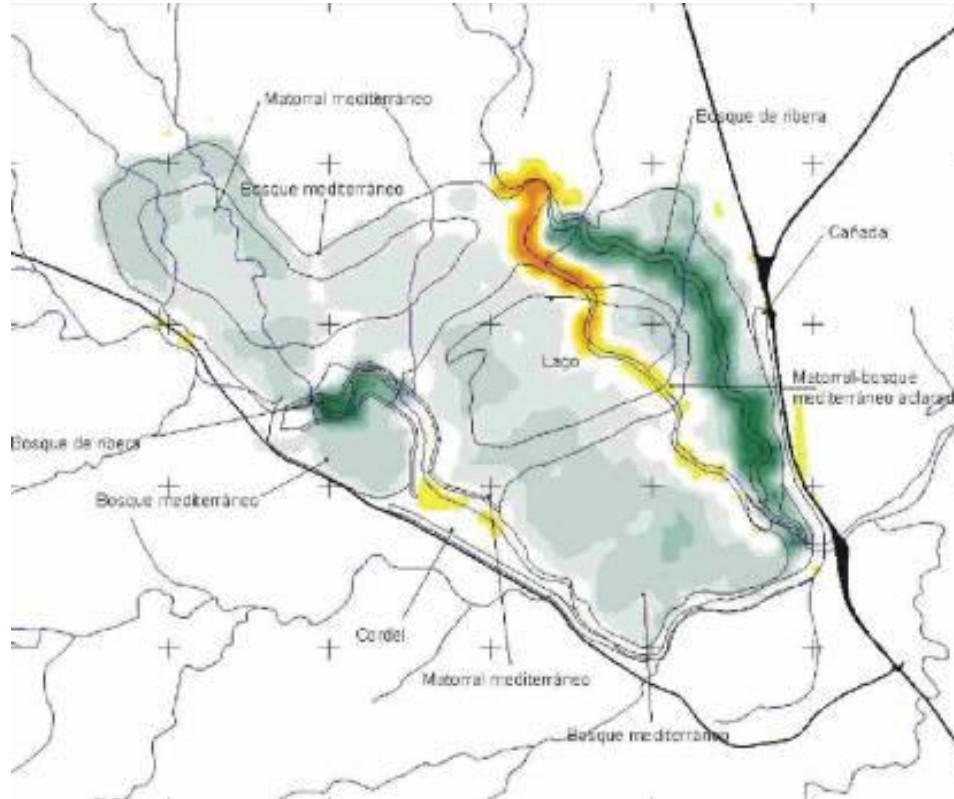 Matorral mediterráneo
Bosque de ribera
Bosque mediterráneo
Cañada
Lago
Matorral-bosque
mediterráneo aclarad
Bosque de ribera
Bosque mediterráneo
Cordel
Matorral mediterráneo
Bosque mediterráneo